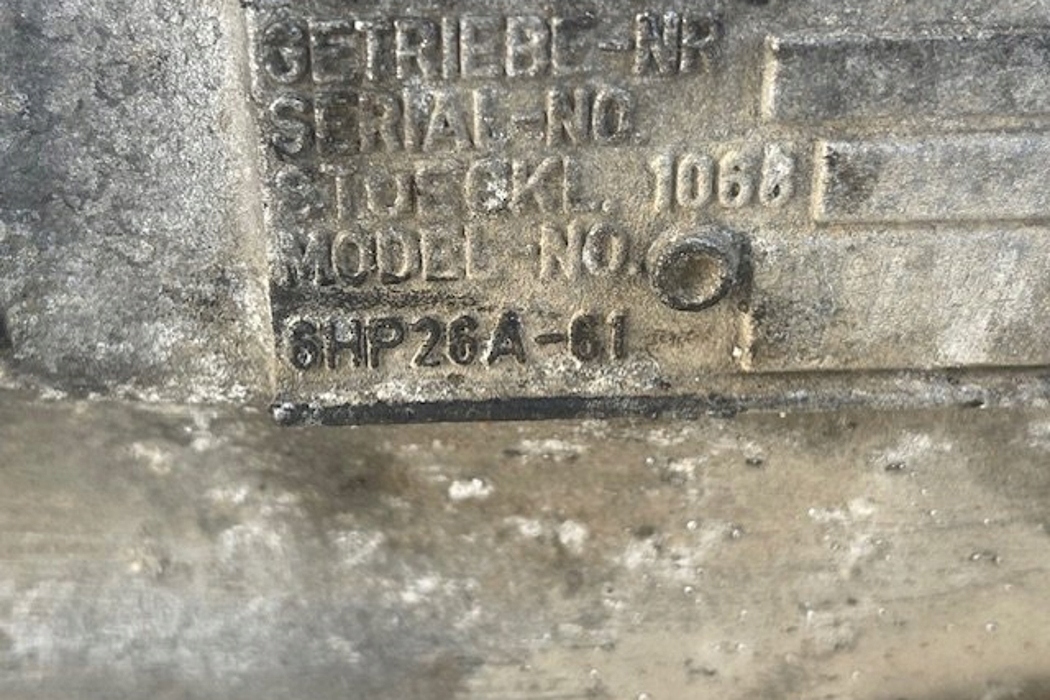 GETRIEBE-NR
SERIAL-NO.
STUECKL. 1068
MODEL-NO.
6HP26A-61